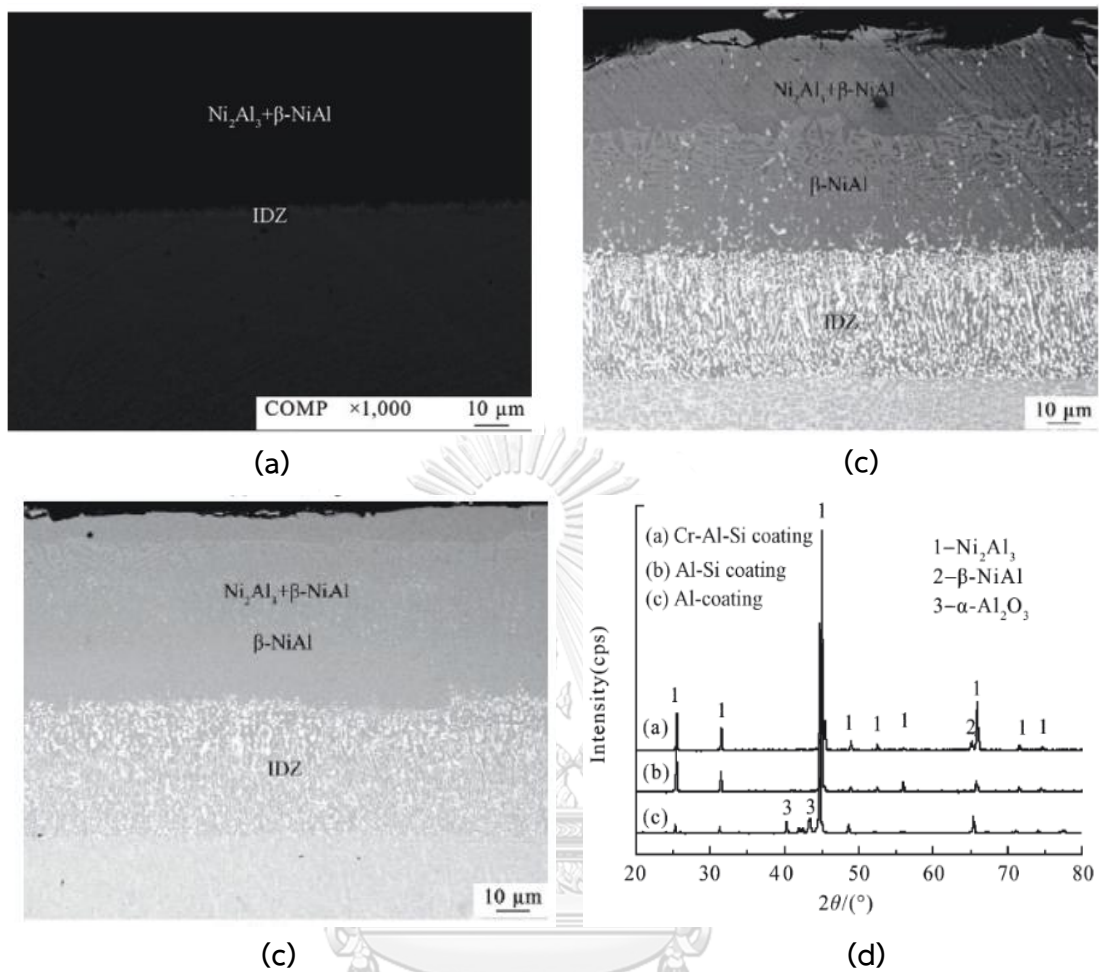 Ni₂Al₃+β-NiAl
IDZ
COMP ×1,000 10 μm
(a)
Ni₂Al₃+β-NiAl
β-NiAl
IDZ
10 μm
(c)
Ni₂Al₃+β-NiAl
β-NiAl
IDZ
10 μm
(c)
Intensity(cps)
(a) Cr-Al-Si coating
(b) Al-Si coating
(c) Al-coating
1–Ni₂Al₃
2–β-NiAl
3–α-Al₂O₃
1
1 1 1 1 1 2 1 1 1
(a)
(b)
3 3
(c)
20 30 40 50 60 70 80
2θ/(°)
(d)